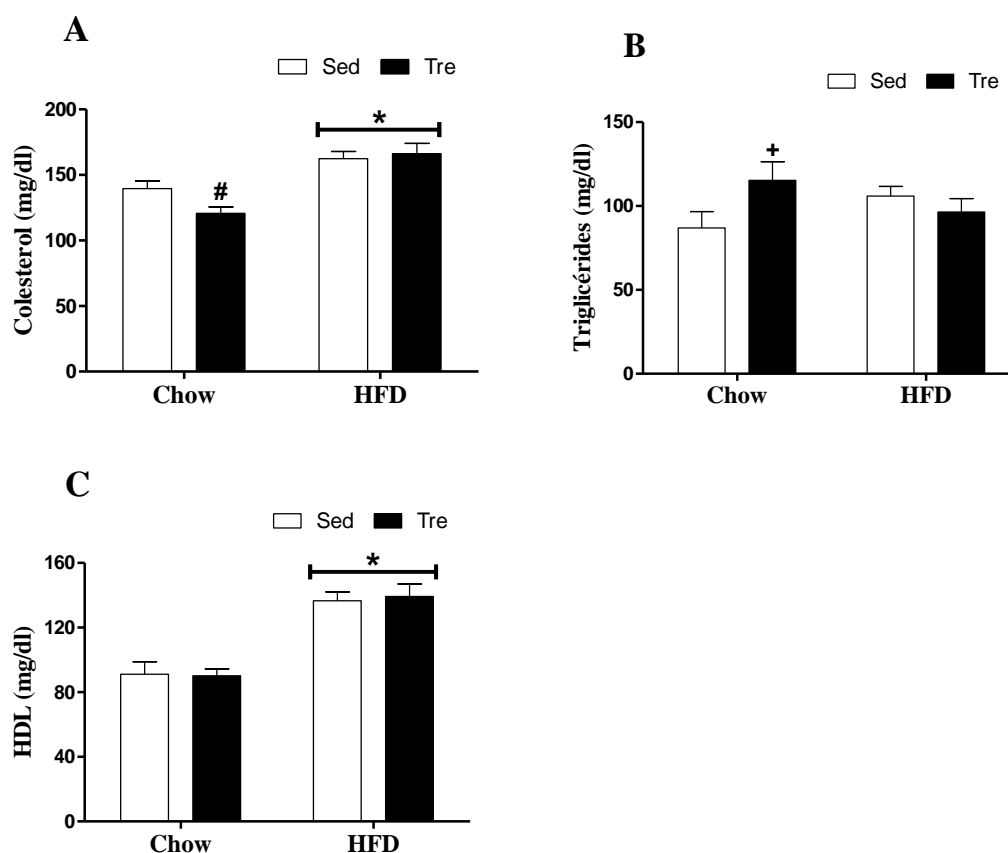 A
Sed Tre
Colesterol (mg/dl)
200
150
100
50
0
#
*
Chow HFD
B
Sed Tre
Triglicérides (mg/dl)
150
100
50
0
+
Chow HFD
C
Sed Tre
HDL (mg/dl)
160
120
80
40
0
*
Chow HFD